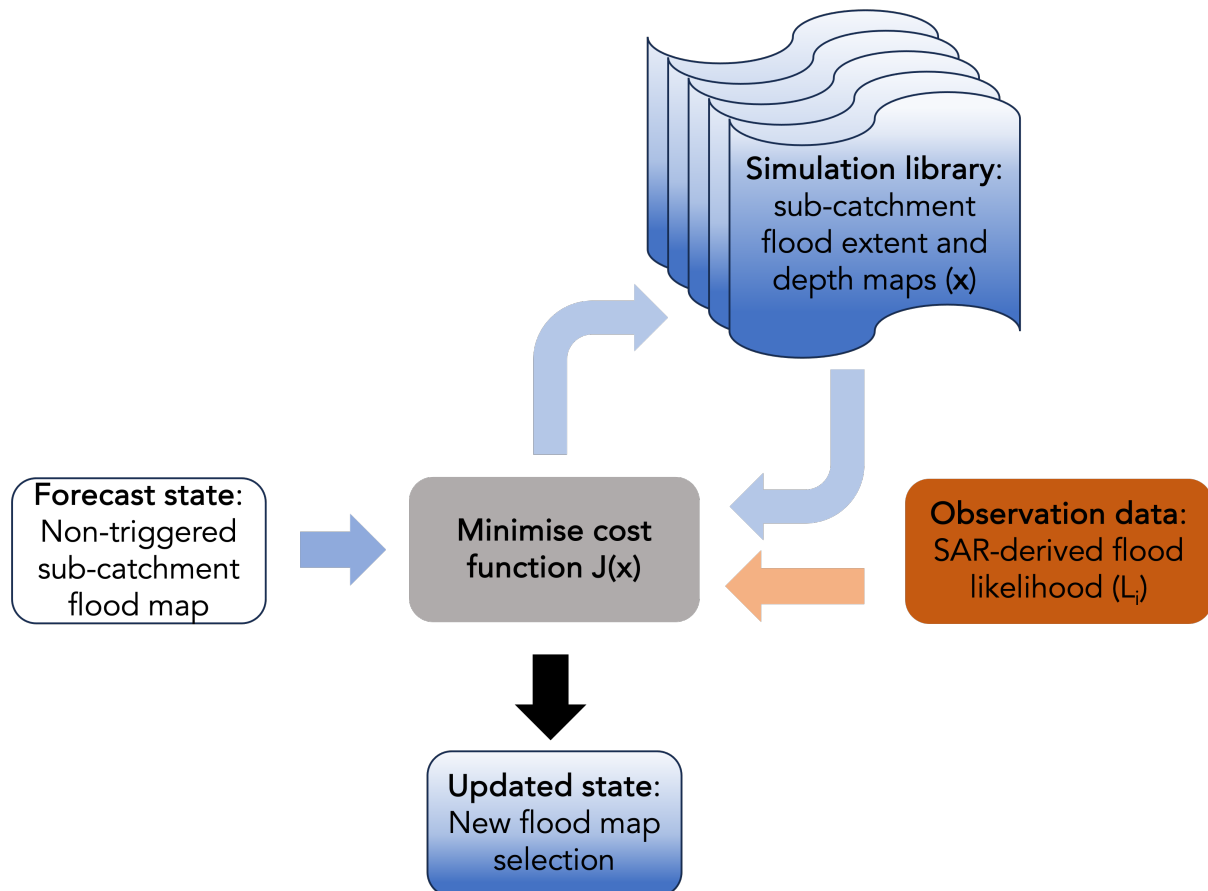 Simulation library:
sub-catchment
flood extent and
depth maps (x)
Forecast state:
Non-triggered
sub-catchment
flood map
Minimise cost
function J(x)
Observation data:
SAR-derived flood
likelihood (Lᵢ)
Updated state:
New flood map
selection